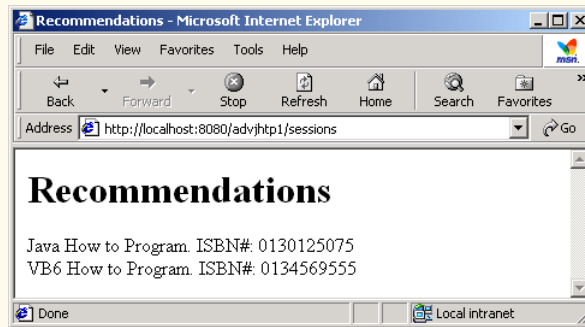 Recommendations - Microsoft Internet Explorer
File Edit View Favorites Tools Help
msn.
Back Forward Stop Refresh Home Search Favorites »
Address http://localhost:8080/advjhtp1/sessions Go
Recommendations
Java How to Program. ISBN#: 0130125075
VB6 How to Program. ISBN#: 0134569555
Done Local intranet